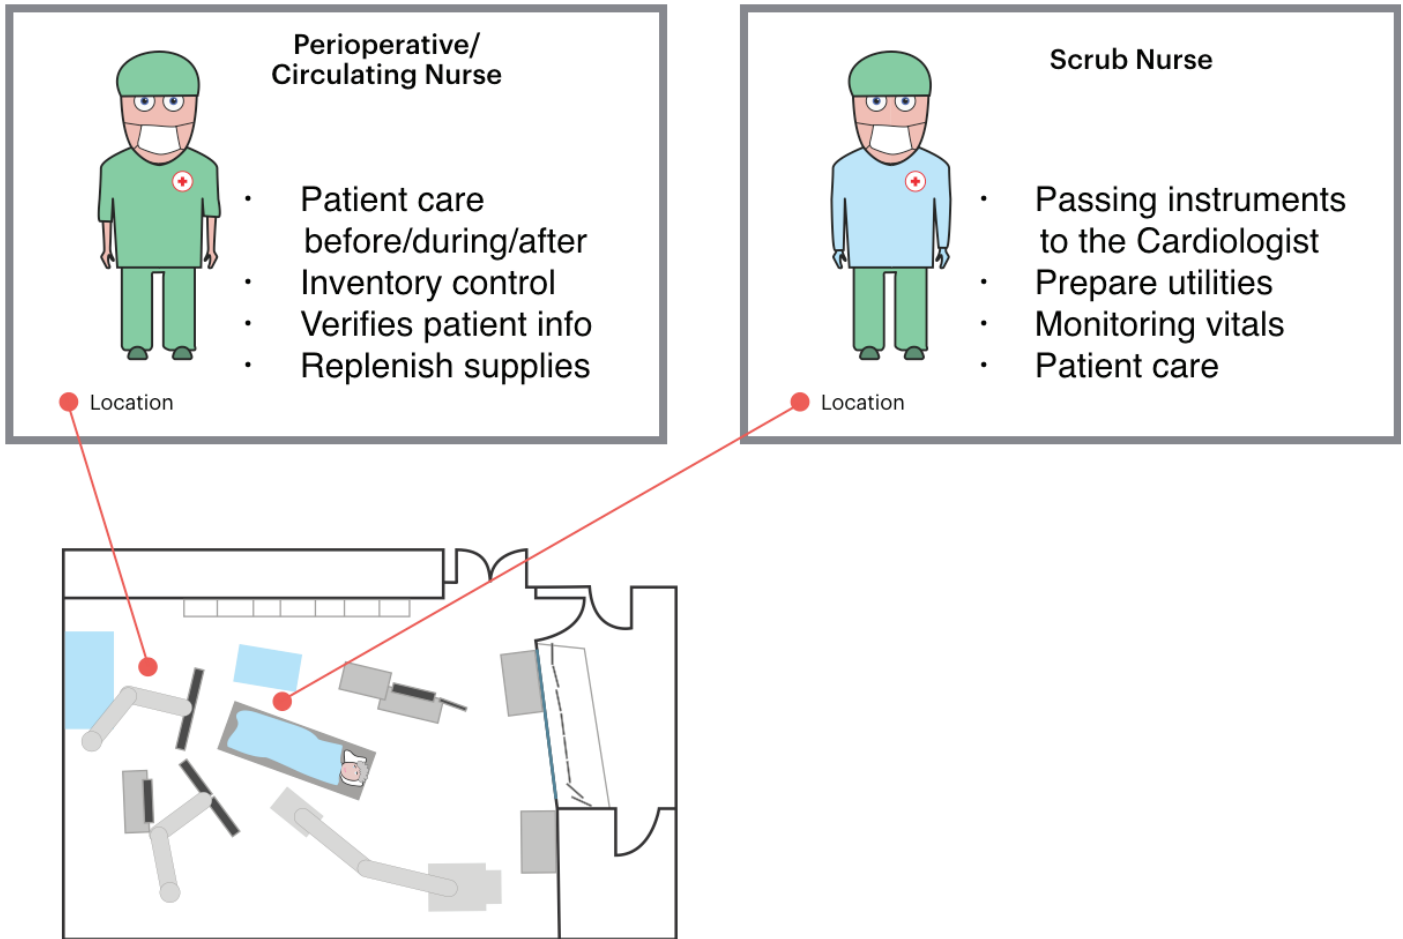 Perioperative/
Circulating Nurse
· Patient care
before/during/after
· Inventory control
· Verifies patient info
· Replenish supplies
Location
Scrub Nurse
· Passing instruments
to the Cardiologist
· Prepare utilities
· Monitoring vitals
· Patient care
Location